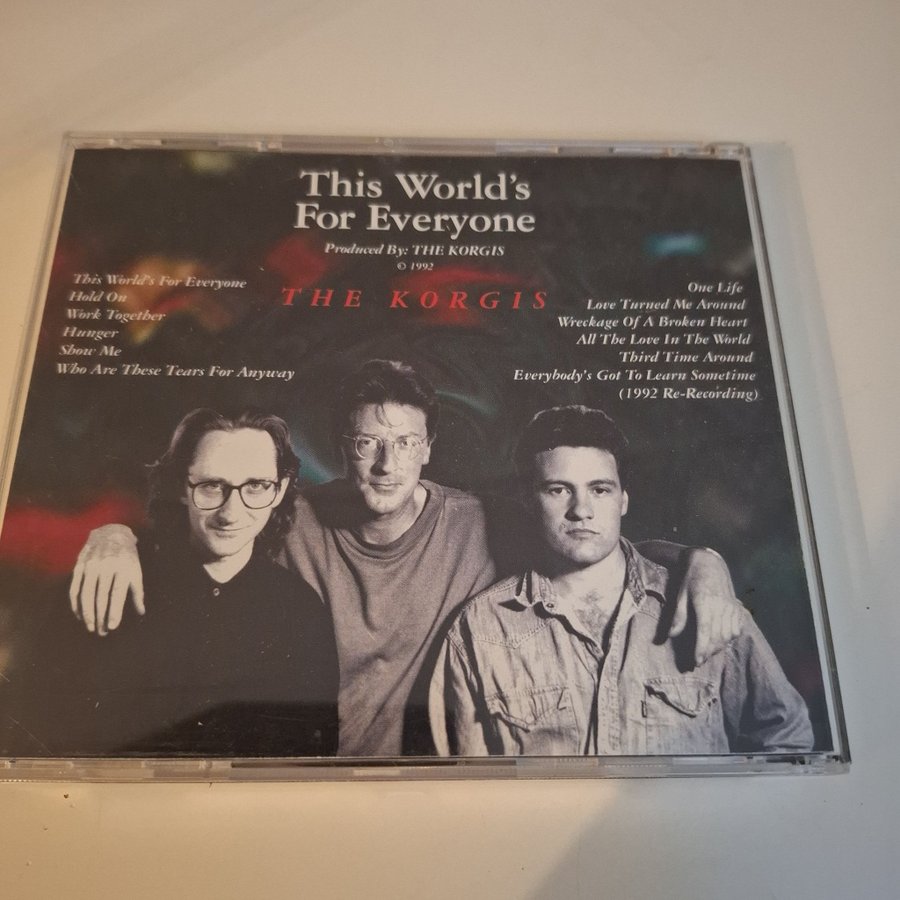 This World's
For Everyone
Produced By: THE KORGIS
© 1992
THE KORGIS
This World's For Everyone
Hold On
Work Together
Hunger
Show Me
Who Are These Tears For Anyway
One Life
Love Turned Me Around
Wreckage Of A Broken Heart
All The Love In The World
Third Time Around
Everybody's Got To Learn Sometime
(1992 Re-Recording)